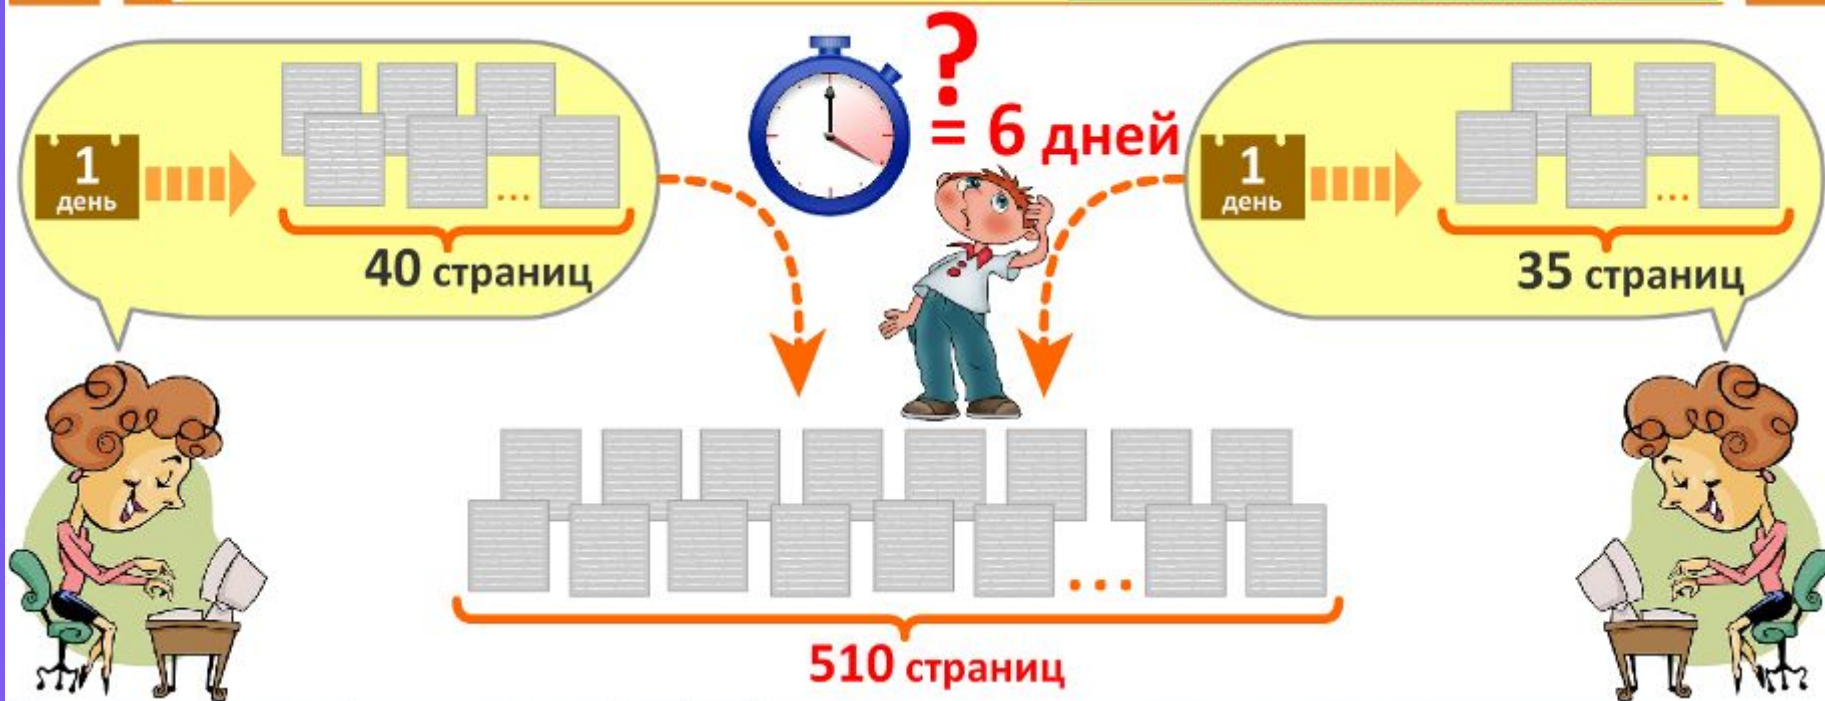 ?
= 6 дней
1
день
...
40 страниц
1
день
...
35 страниц
...
510 страниц